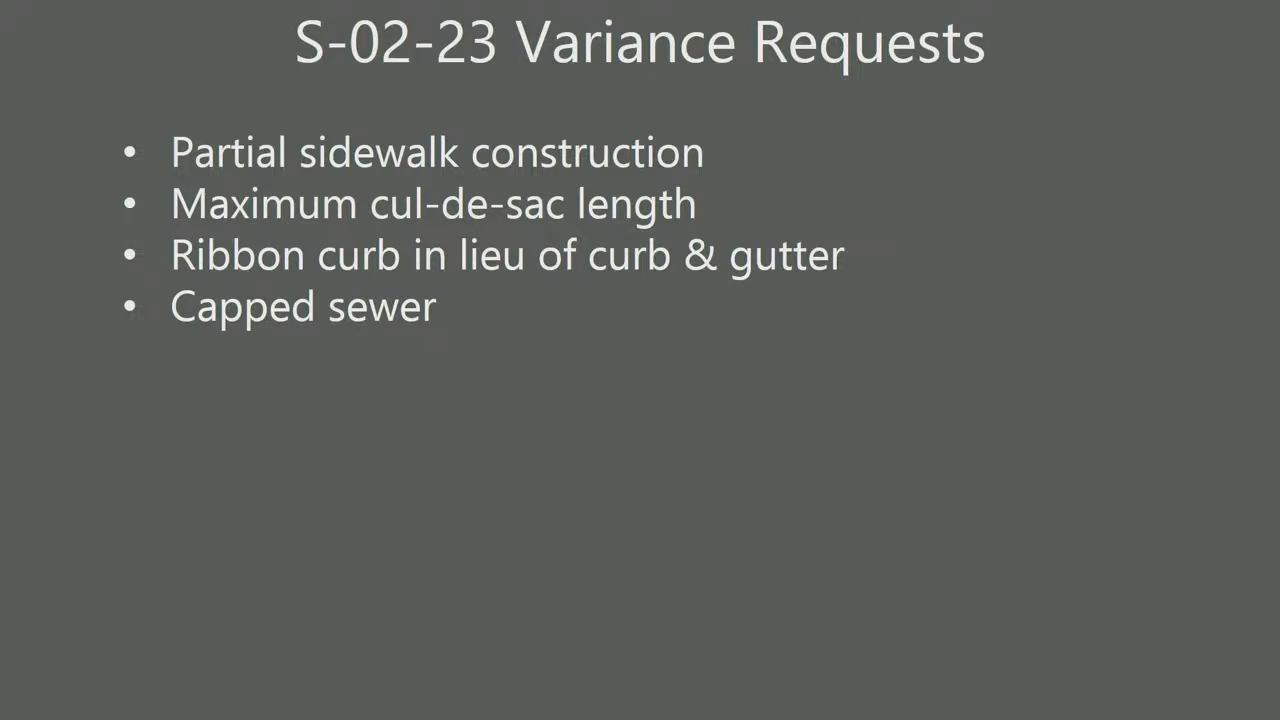 S-02-23 Variance Requests
• Partial sidewalk construction
• Maximum cul-de-sac length
• Ribbon curb in lieu of curb & gutter
• Capped sewer